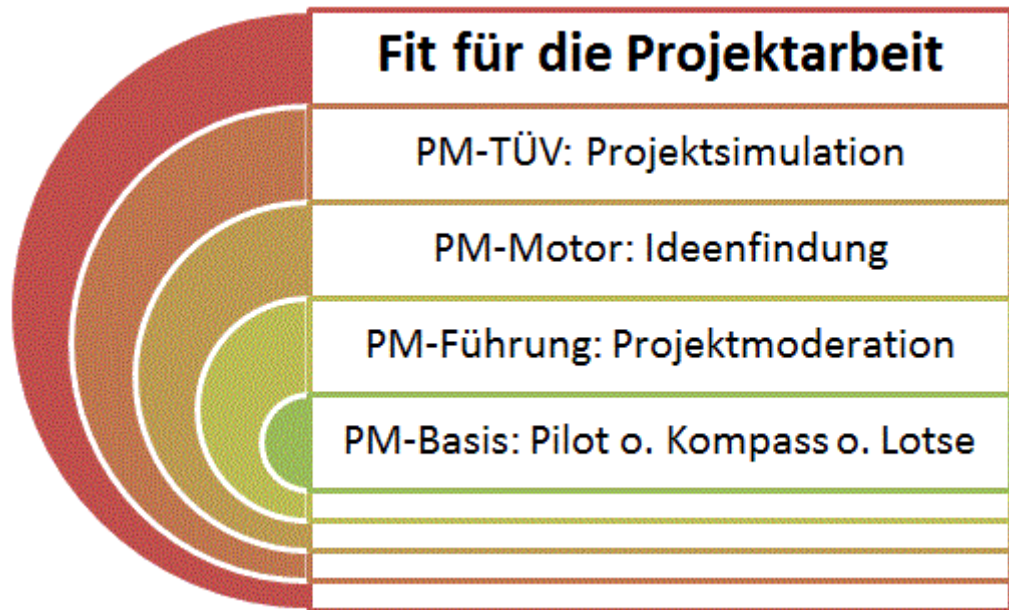 Fit für die Projektarbeit
PM-TÜV: Projektsimulation
PM-Motor: Ideenfindung
PM-Führung: Projektmoderation
PM-Basis: Pilot o. Kompass o. Lotse